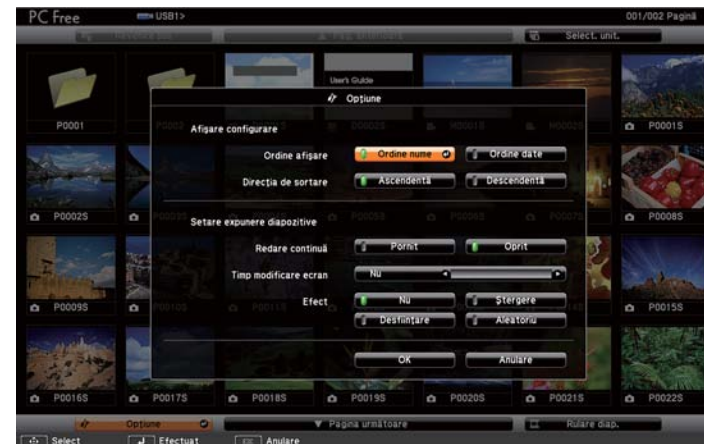 PC Free USB1> 001/002 Pagină
Select. unit.
User's Guide
Opțiune
P0001 P0001S
Afișare configurare
Ordine afișare Ordine nume Ordine date
Direcția de sortare Ascendentă Descendentă
P0002S P0008S
Setare expunere diapozitive
Redare continuă Pornit Oprit
Timp modificare ecran Nu
P0009S P0015S
Efect Nu Ștergere
Desființare Aleatoriu
OK Anulare
P0016S P0017S P0018S P0019S P0020S P0021S P0022S
Opțiune Pagina următoare Rulare diap.
Select Efectuat Anulare